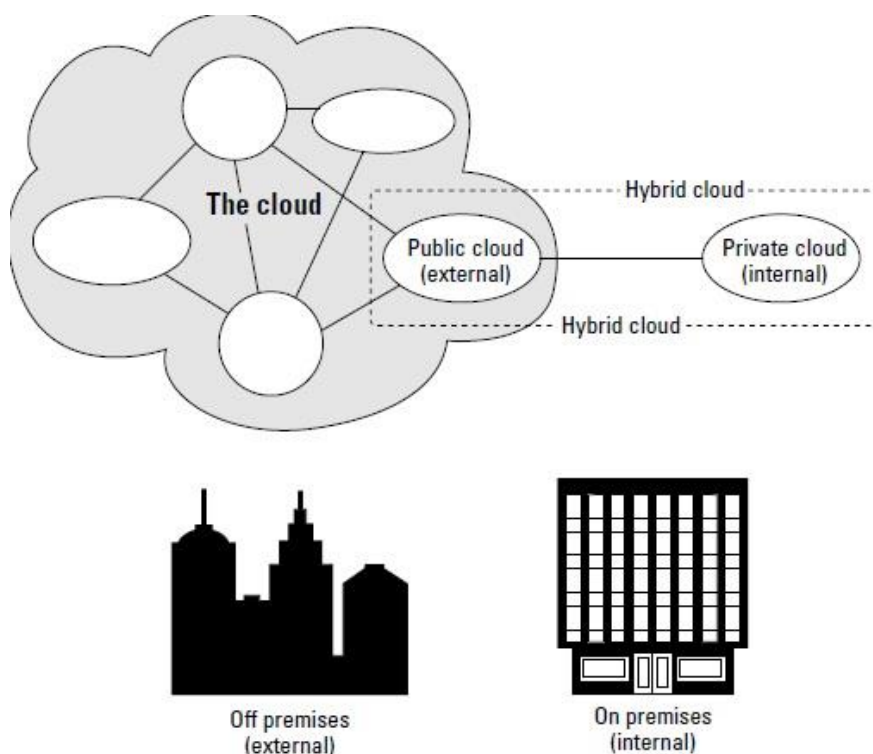 Hybrid cloud
The cloud
Public cloud
(external)
Private cloud
(internal)
Hybrid cloud
Off premises
(external)
On premises
(internal)